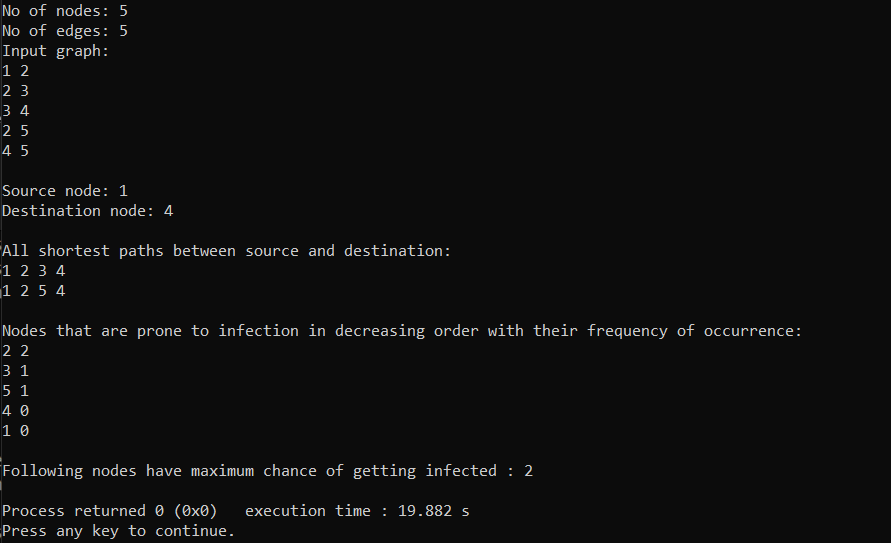 No of nodes: 5
No of edges: 5
Input graph:
1 2
2 3
3 4
2 5
4 5
Source node: 1
Destination node: 4
All shortest paths between source and destination:
1 2 3 4
1 2 5 4
Nodes that are prone to infection in decreasing order with their frequency of occurrence:
2 2
3 1
5 1
4 0
1 0
Following nodes have maximum chance of getting infected : 2
Process returned 0 (0x0)   execution time : 19.882 s
Press any key to continue.